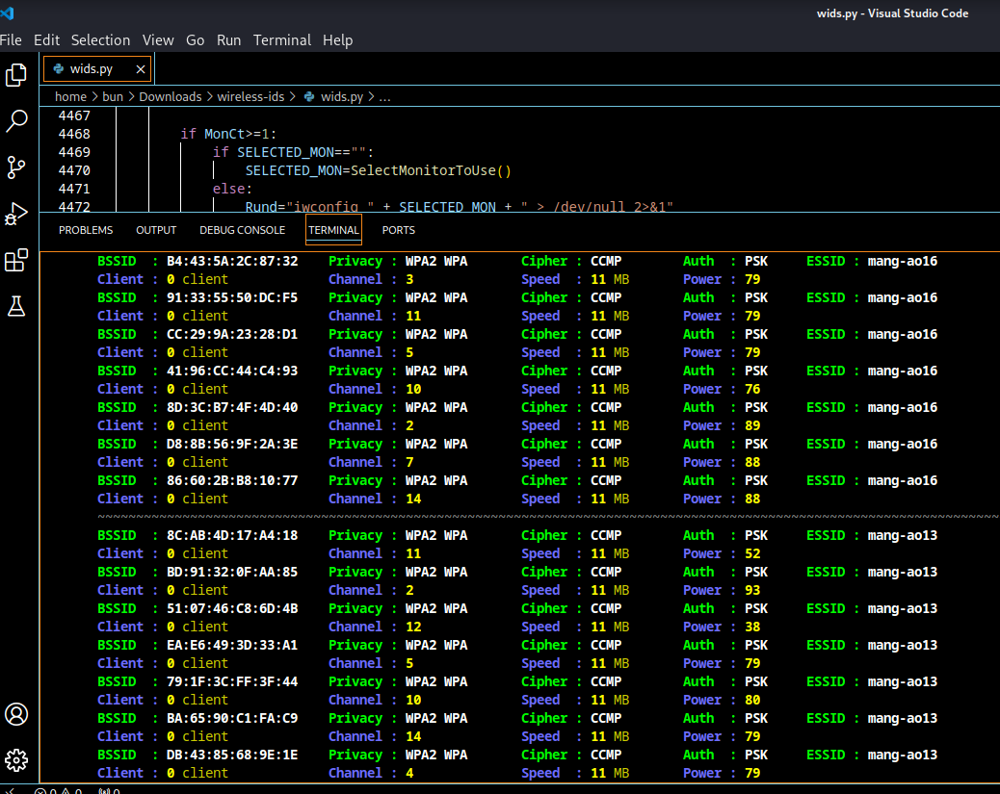 wids.py - Visual Studio Code
File Edit Selection View Go Run Terminal Help
wids.py
home > bun > Downloads > wireless-ids > wids.py > ...
4467
4468 if MonCt>=1:
4469 if SELECTED_MON=="":
4470 SELECTED_MON=SelectMonitorToUse()
4471 else:
4472 Rund="iwconfig " + SELECTED_MON + " > /dev/null 2>&1"
PROBLEMS OUTPUT DEBUG CONSOLE TERMINAL PORTS
BSSID : B4:43:5A:2C:87:32 Privacy : WPA2 WPA Cipher : CCMP Auth : PSK ESSID : mang-ao16
Client : 0 client Channel : 3 Speed : 11 MB Power : 79
BSSID : 91:33:55:50:DC:F5 Privacy : WPA2 WPA Cipher : CCMP Auth : PSK ESSID : mang-ao16
Client : 0 client Channel : 11 Speed : 11 MB Power : 79
BSSID : CC:29:9A:23:28:D1 Privacy : WPA2 WPA Cipher : CCMP Auth : PSK ESSID : mang-ao16
Client : 0 client Channel : 5 Speed : 11 MB Power : 79
BSSID : 41:96:CC:44:C4:93 Privacy : WPA2 WPA Cipher : CCMP Auth : PSK ESSID : mang-ao16
Client : 0 client Channel : 10 Speed : 11 MB Power : 76
BSSID : 8D:3C:B7:4F:4D:40 Privacy : WPA2 WPA Cipher : CCMP Auth : PSK ESSID : mang-ao16
Client : 0 client Channel : 2 Speed : 11 MB Power : 89
BSSID : D8:8B:56:9F:2A:3E Privacy : WPA2 WPA Cipher : CCMP Auth : PSK ESSID : mang-ao16
Client : 0 client Channel : 7 Speed : 11 MB Power : 88
BSSID : 86:60:2B:B8:10:77 Privacy : WPA2 WPA Cipher : CCMP Auth : PSK ESSID : mang-ao16
Client : 0 client Channel : 14 Speed : 11 MB Power : 88
BSSID : 8C:AB:4D:17:A4:18 Privacy : WPA2 WPA Cipher : CCMP Auth : PSK ESSID : mang-ao13
Client : 0 client Channel : 11 Speed : 11 MB Power : 52
BSSID : BD:91:32:0F:AA:85 Privacy : WPA2 WPA Cipher : CCMP Auth : PSK ESSID : mang-ao13
Client : 0 client Channel : 2 Speed : 11 MB Power : 93
BSSID : 51:07:46:C8:6D:4B Privacy : WPA2 WPA Cipher : CCMP Auth : PSK ESSID : mang-ao13
Client : 0 client Channel : 12 Speed : 11 MB Power : 38
BSSID : EA:E6:49:3D:33:A1 Privacy : WPA2 WPA Cipher : CCMP Auth : PSK ESSID : mang-ao13
Client : 0 client Channel : 5 Speed : 11 MB Power : 79
BSSID : 79:1F:3C:FF:3F:44 Privacy : WPA2 WPA Cipher : CCMP Auth : PSK ESSID : mang-ao13
Client : 0 client Channel : 10 Speed : 11 MB Power : 80
BSSID : BA:65:90:C1:FA:C9 Privacy : WPA2 WPA Cipher : CCMP Auth : PSK ESSID : mang-ao13
Client : 0 client Channel : 14 Speed : 11 MB Power : 79
BSSID : DB:43:85:68:9E:1E Privacy : WPA2 WPA Cipher : CCMP Auth : PSK ESSID : mang-ao13
Client : 0 client Channel : 4 Speed : 11 MB Power : 79
0 0 0